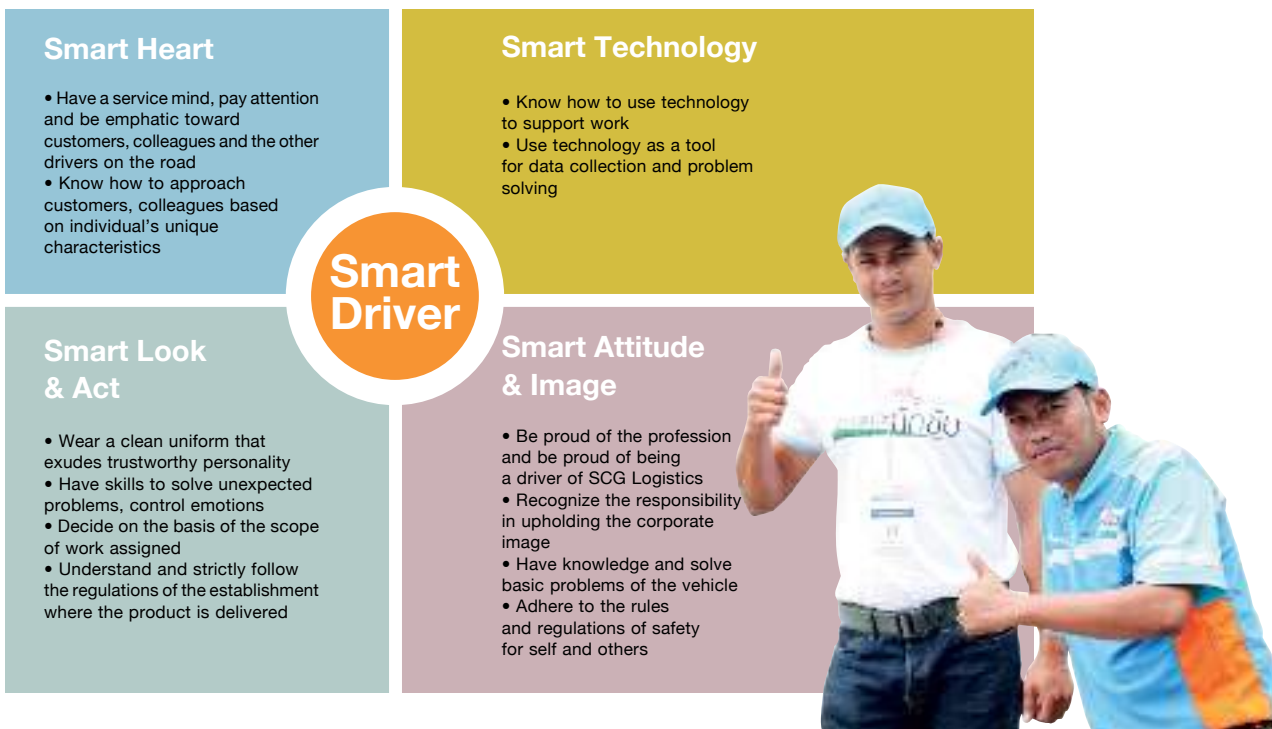 Smart Heart
• Have a service mind, pay attention
and be emphatic toward
customers, colleagues and the other
drivers on the road
• Know how to approach
customers, colleagues based
on individual's unique
characteristics
Smart Technology
• Know how to use technology
to support work
• Use technology as a tool
for data collection and problem
solving
Smart
Driver
Smart Look
& Act
• Wear a clean uniform that
exudes trustworthy personality
• Have skills to solve unexpected
problems, control emotions
• Decide on the basis of the scope
of work assigned
• Understand and strictly follow
the regulations of the establishment
where the product is delivered
Smart Attitude
& Image
• Be proud of the profession
and be proud of being
a driver of SCG Logistics
• Recognize the responsibility
in upholding the corporate
image
• Have knowledge and solve
basic problems of the vehicle
• Adhere to the rules
and regulations of safety
for self and others